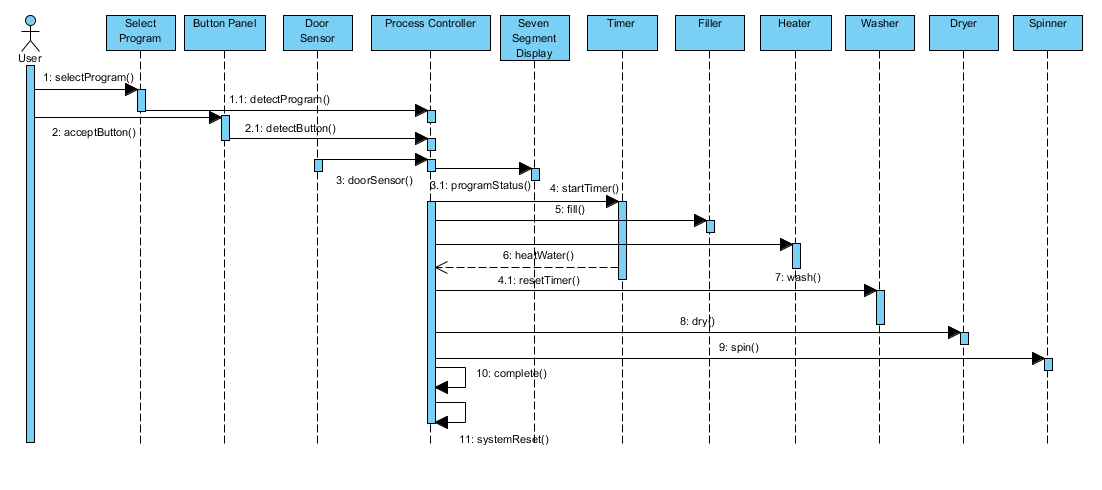 Select
Program
Button Panel
Door
Sensor
Process Controller
Seven
Segment
Display
Timer
Filler
Heater
Washer
Dryer
Spinner
User
1: selectProgram()
1.1: detectProgram()
2: acceptButton()
2.1: detectButton()
3: doorSensor()
3.1: programStatus()
4: startTimer()
5: fill()
6: heatWater()
7: wash()
4.1: resetTimer()
8: dry()
9: spin()
10: complete()
11: systemReset()